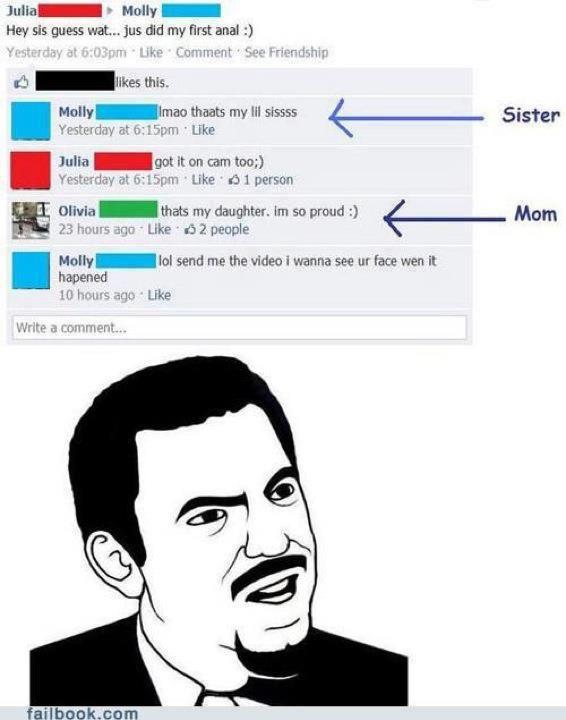 Julia ▸ Molly
Hey sis guess wat... jus did my first anal :)
Yesterday at 6:03pm · Like · Comment · See Friendship
likes this.
Molly lmao thaats my lil sissss
Sister
Yesterday at 6:15pm · Like
Julia got it on cam too;)
Yesterday at 6:15pm · Like · 1 person
Olivia thats my daughter. im so proud :)
Mom
23 hours ago · Like · 2 people
Molly lol send me the video i wanna see ur face wen it
hapened
10 hours ago · Like
Write a comment...
failbook.com